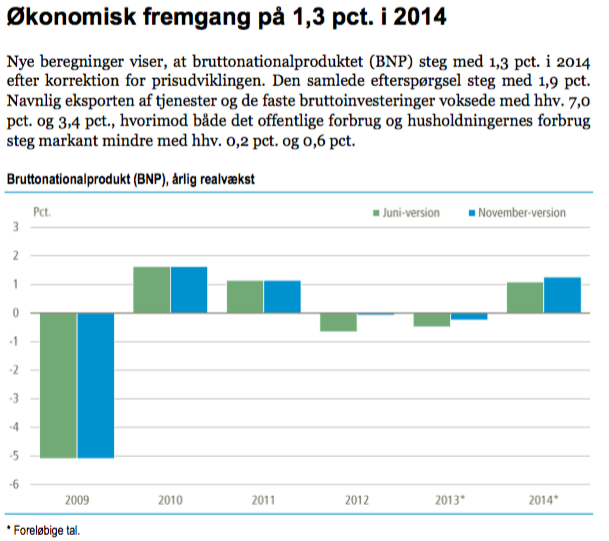 Økonomisk fremgang på 1,3 pct. i 2014
Nye beregninger viser, at bruttonationalproduktet (BNP) steg med 1,3 pct. i 2014
efter korrektion for prisudviklingen. Den samlede efterspørgsel steg med 1,9 pct.
Navnlig eksporten af tjenester og de faste bruttoinvesteringer voksede med hhv. 7,0
pct. og 3,4 pct., hvorimod både det offentlige forbrug og husholdningernes forbrug
steg markant mindre med hhv. 0,2 pct. og 0,6 pct.
Bruttonationalprodukt (BNP), årlig realvækst
Pct.
Juni-version November-version
3
2
1
0
-1
-2
-3
-4
-5
-6
2009 2010 2011 2012 2013* 2014*
* Foreløbige tal.